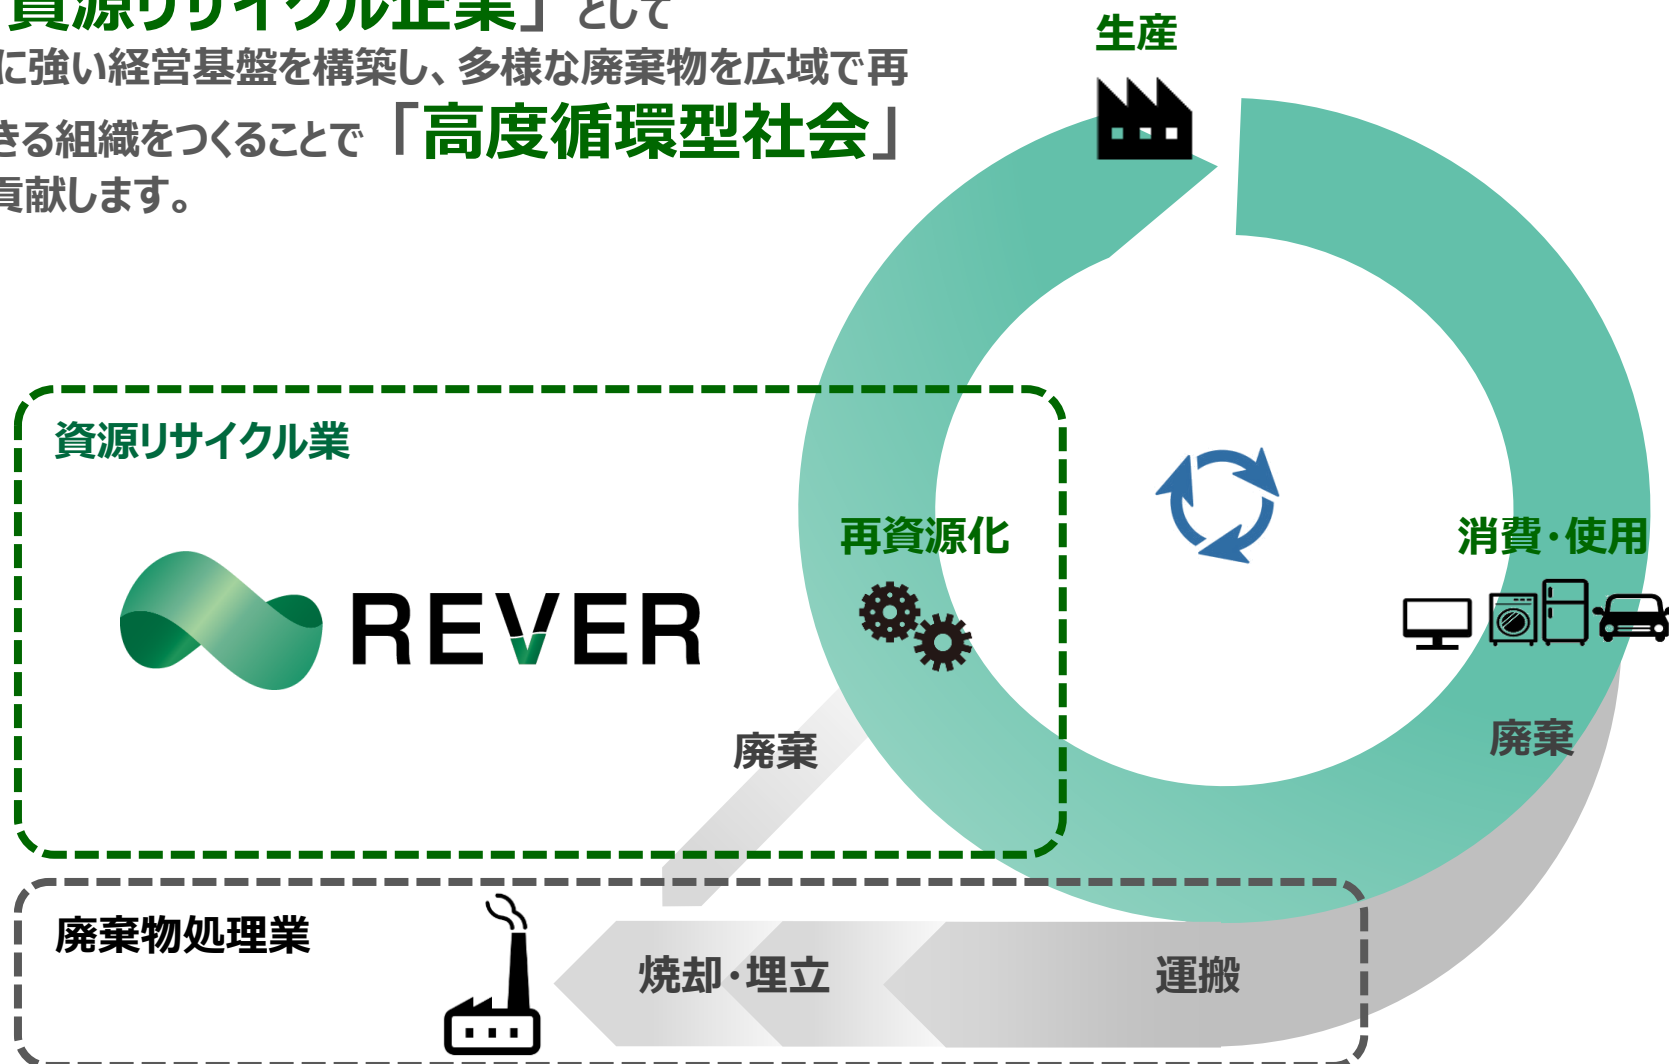 資源リサイクル企業」として
に強い経営基盤を構築し、多様な廃棄物を広域で再
きる組織をつくることで「高度循環型社会」
貢献します。
生産
資源リサイクル業
再資源化
消費・使用
REVER
廃棄
廃棄
廃棄物処理業
焼却・埋立
運搬